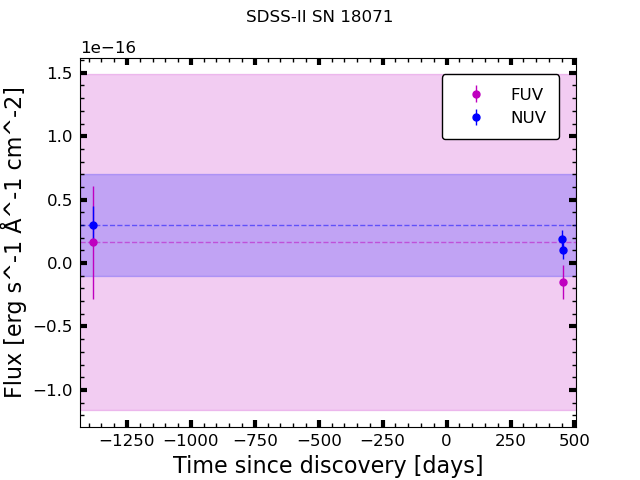 SDSS-II SN 18071
1e−16
1.5
1.0
0.5
0.0
−0.5
−1.0
Flux [erg s^-1 Å^-1 cm^-2]
FUV
NUV
−1250 −1000 −750 −500 −250 0 250 500
Time since discovery [days]